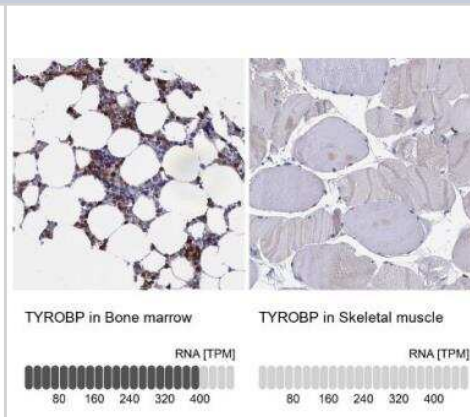 TYROBP in Bone marrow
TYROBP in Skeletal muscle
RNA [TPM]
RNA [TPM]
80 160 240 320 400
80 160 240 320 400